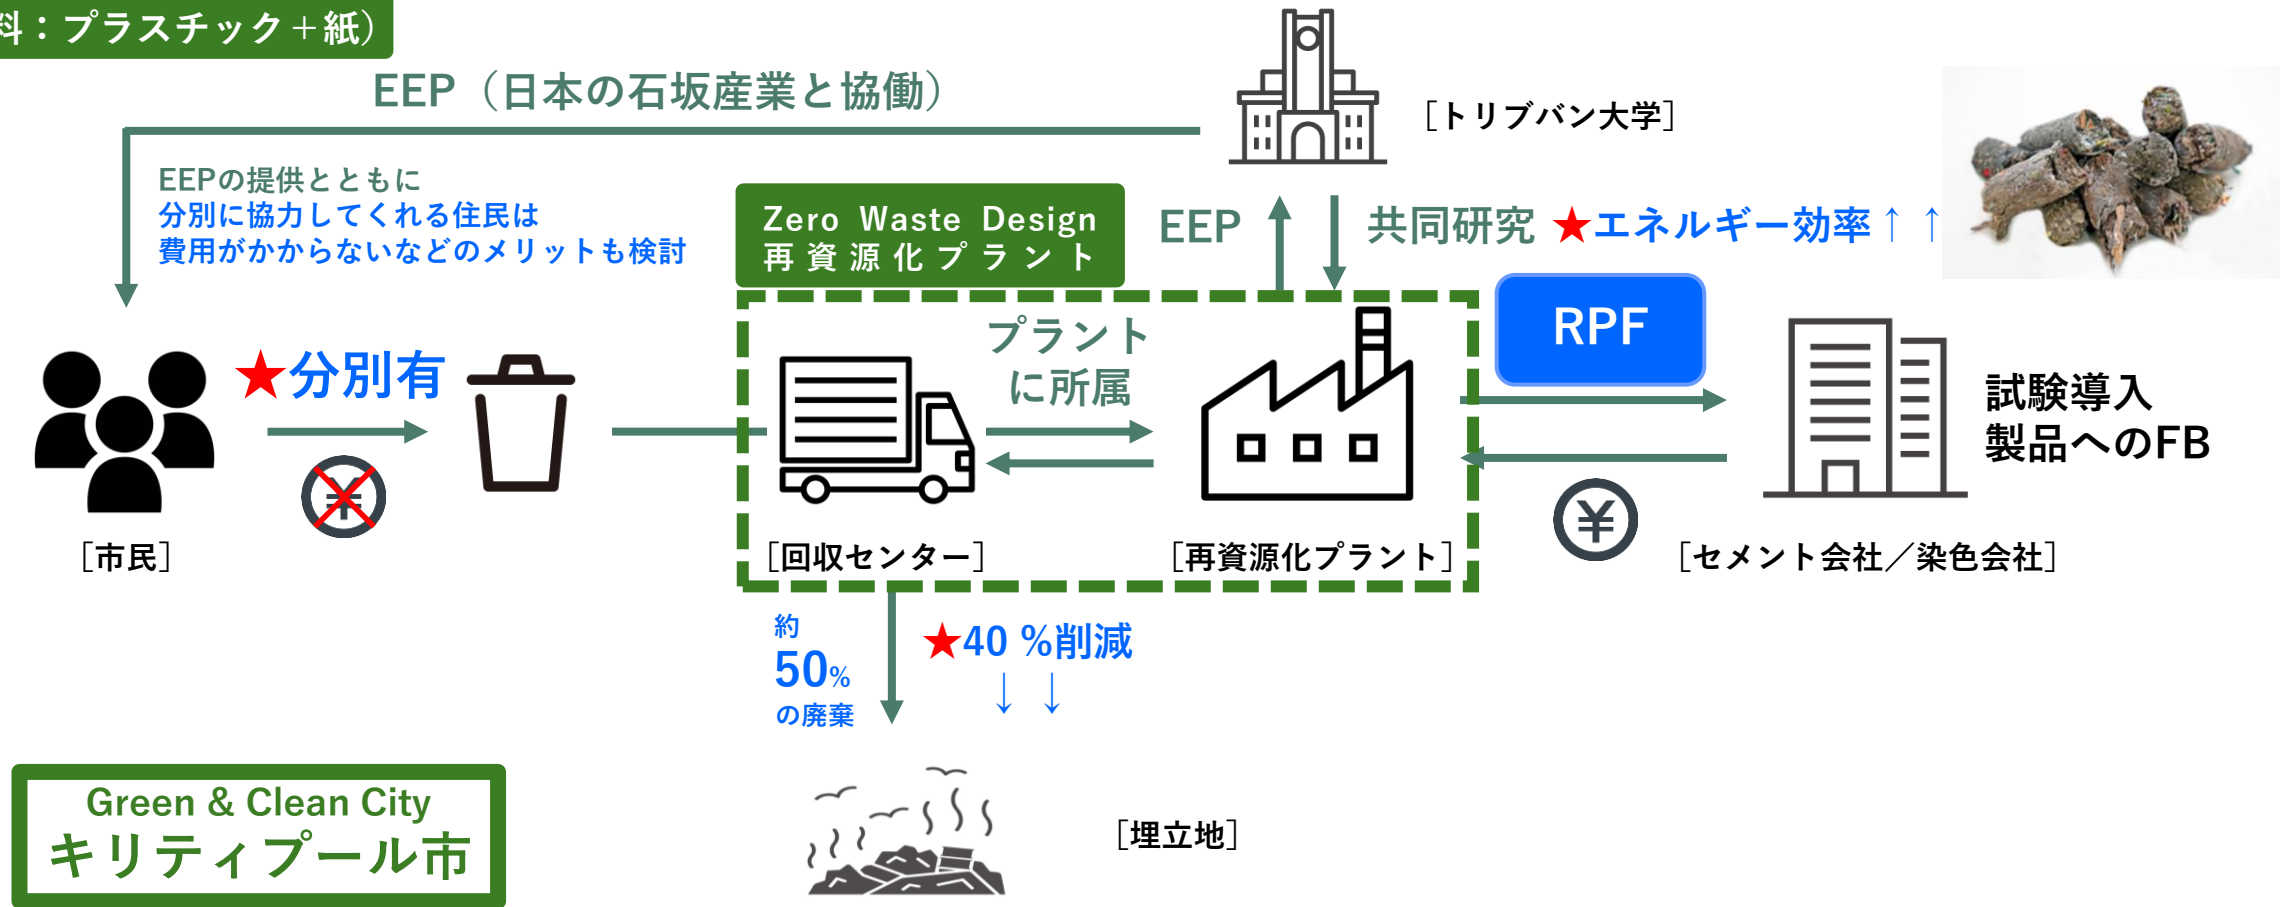 料：プラスチック＋紙）
EEP（日本の石坂産業と協働）
［トリブバン大学］
EEPの提供とともに
分別に協力してくれる住民は
費用がかからないなどのメリットも検討
Zero Waste Design
再資源化プラント
EEP
共同研究
★エネルギー効率↑↑
RPF
プラント
に所属
★分別有
¥
試験導入
製品へのFB
¥
［市民］
［回収センター］
［再資源化プラント］
［セメント会社／染色会社］
約
50%
の廃棄
★40 %削減
↓↓
Green & Clean City
キリティプール市
［埋立地］